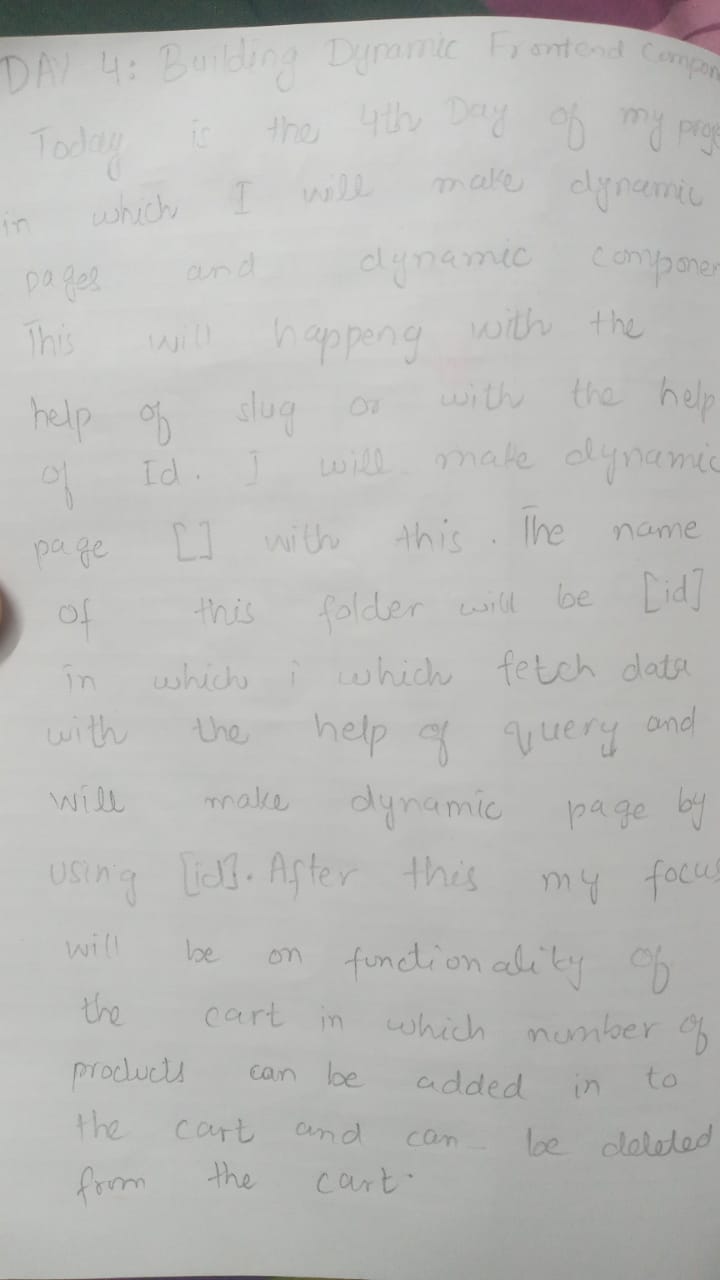 DAY 4: Building Dynamic Frontend Compon
Today is the 4th Day of my proje
in which I will make dynamic
pages and dynamic componen
This will happeng with the
help of slug or with the help
of Id. I will make dynamic
page [] with this. The name
of this folder will be [id]
in which i which fetch data
with the help of query and
will make dynamic page by
using [id]. After this my focus
will be on functionality of
the cart in which number of
products can be added in to
the cart and can be deleted
from the cart.